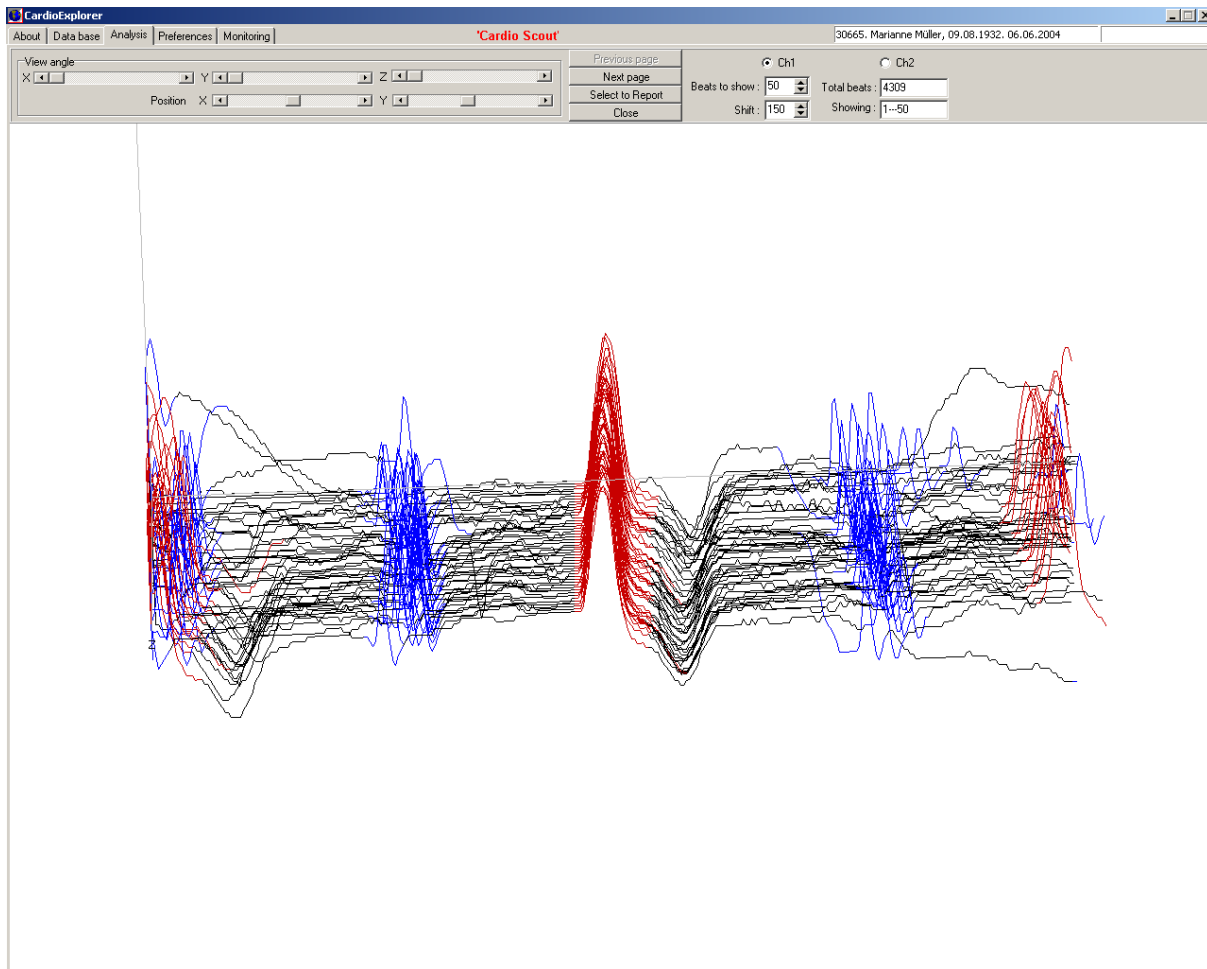 CardioExplorer
About Data base Analysis Preferences Monitoring 'Cardio Scout' 30665. Marianne Müller, 09.08.1932. 06.06.2004
View angle
X Y Z
Position X Y
Previous page
Next page
Select to Report
Close
Ch1 Ch2
Beats to show : 50 Total beats : 4309
Shift : 150 Showing : 1---50
Z